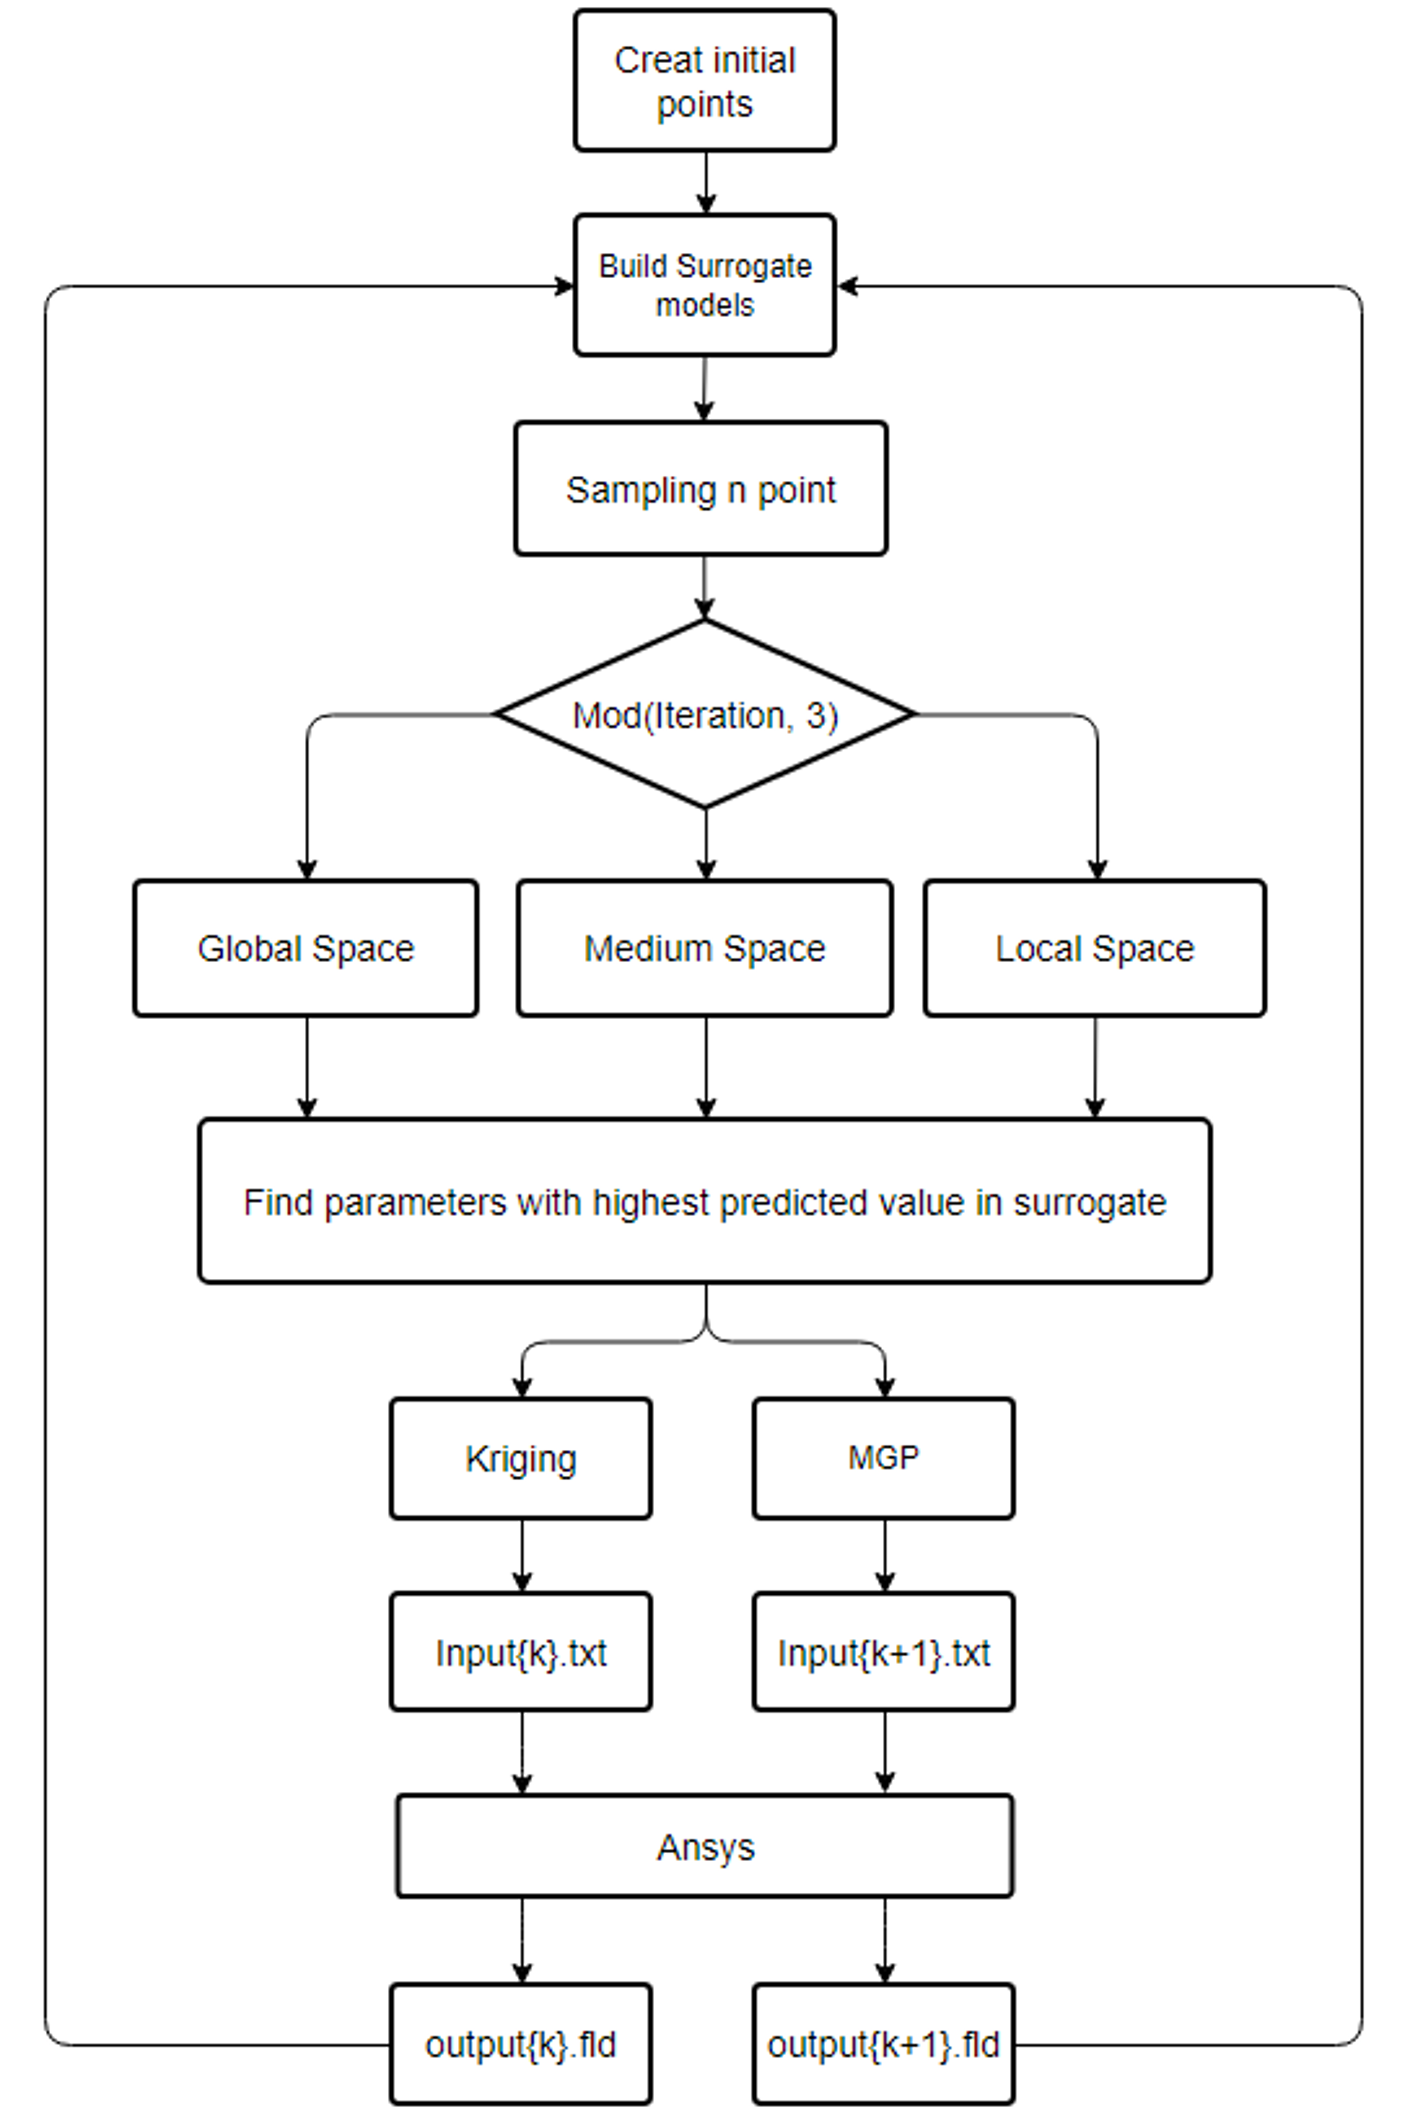 Creat initial
points
Build Surrogate
models
Sampling n point
Mod(Iteration, 3)
Global Space
Medium Space
Local Space
Find parameters with highest predicted value in surrogate
Kriging
MGP
Input{k}.txt
Input{k+1}.txt
Ansys
output{k}.fld
output{k+1}.fld